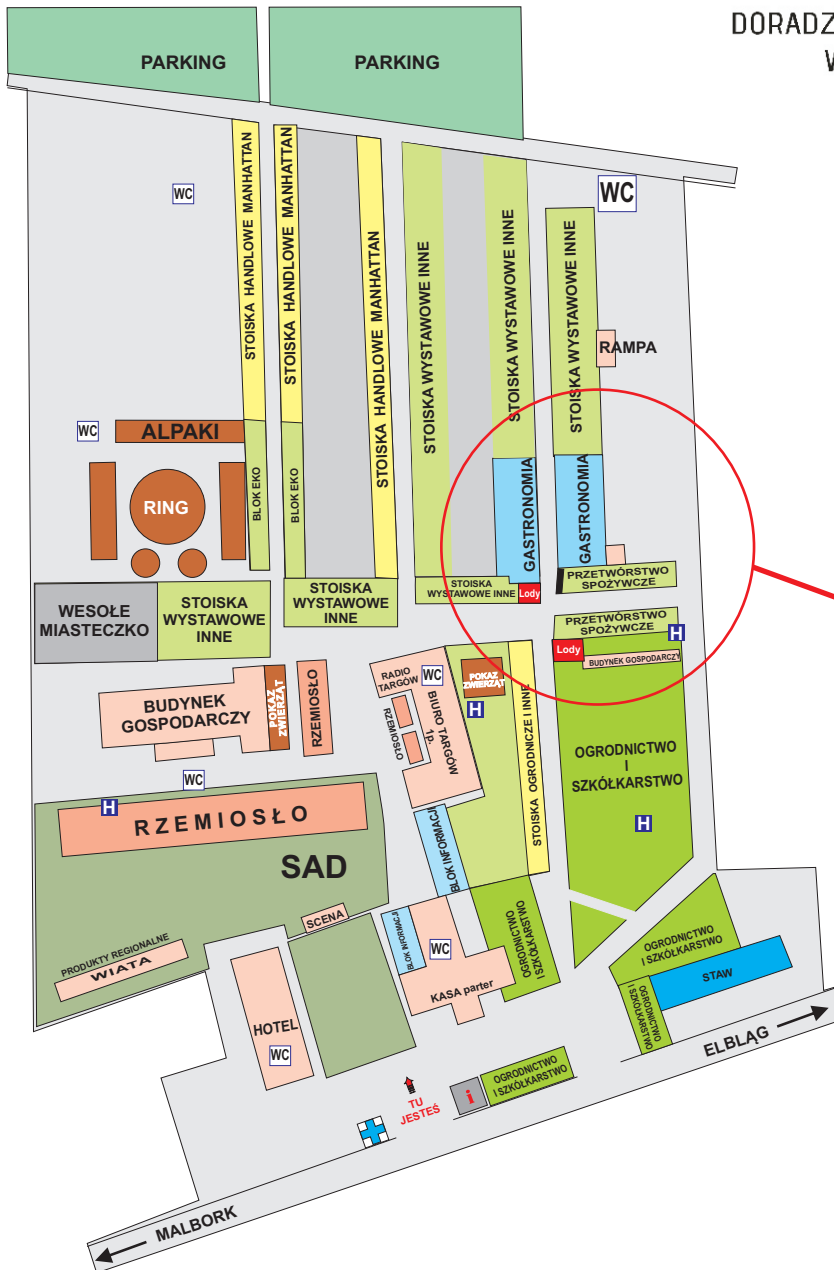 DORADZ
W
PARKING
PARKING
STOISKA HANDLOWE MANHATTAN
STOISKA HANDLOWE MANHATTAN
STOISKA HANDLOWE MANHATTAN
STOISKA WYSTAWOWE INNE
STOISKA WYSTAWOWE INNE
STOISKA WYSTAWOWE INNE
WC
WC
RAMPA
WC
ALPAKI
RING
BLOK EKO
BLOK EKO
GASTRONOMIA
GASTRONOMIA
WESOŁE
MIASTECZKO
STOISKA
WYSTAWOWE
INNE
STOISKA
WYSTAWOWE
INNE
STOISKA
WYSTAWOWE INNE
Lody
PRZETWÓRSTWO
SPOŻYWCZE
PRZETWÓRSTWO
SPOŻYWCZE
H
Lody
BUDYNEK GOSPODARCZY
BUDYNEK
GOSPODARCZY
POKAZ
ZWIERZĄT
RZEMIOSŁO
RADIO
TARGÓW
WC
RZEMIOSŁO
BIURO TARGÓW
1p.
POKAZ
ZWIERZĄT
H
STOISKA OGRODNICZE I INNE
OGRODNICTWO
I
SZKÓŁKARSTWO
H
WC
H
RZEMIOSŁO
SAD
BLOK INFORMACJI
SCENA
PRODUKTY REGIONALNE
WIATA
BLOK INFORMACJI
WC
KASA parter
OGRODNICTWO
I SZKÓŁKARSTWO
OGRODNICTWO
I SZKÓŁKARSTWO
STAW
OGRODNICTWO
I SZKÓŁKARSTWO
HOTEL
WC
ELBLĄG
OGRODNICTWO
I SZKÓŁKARSTWO
i
TU
JESTEŚ
MALBORK